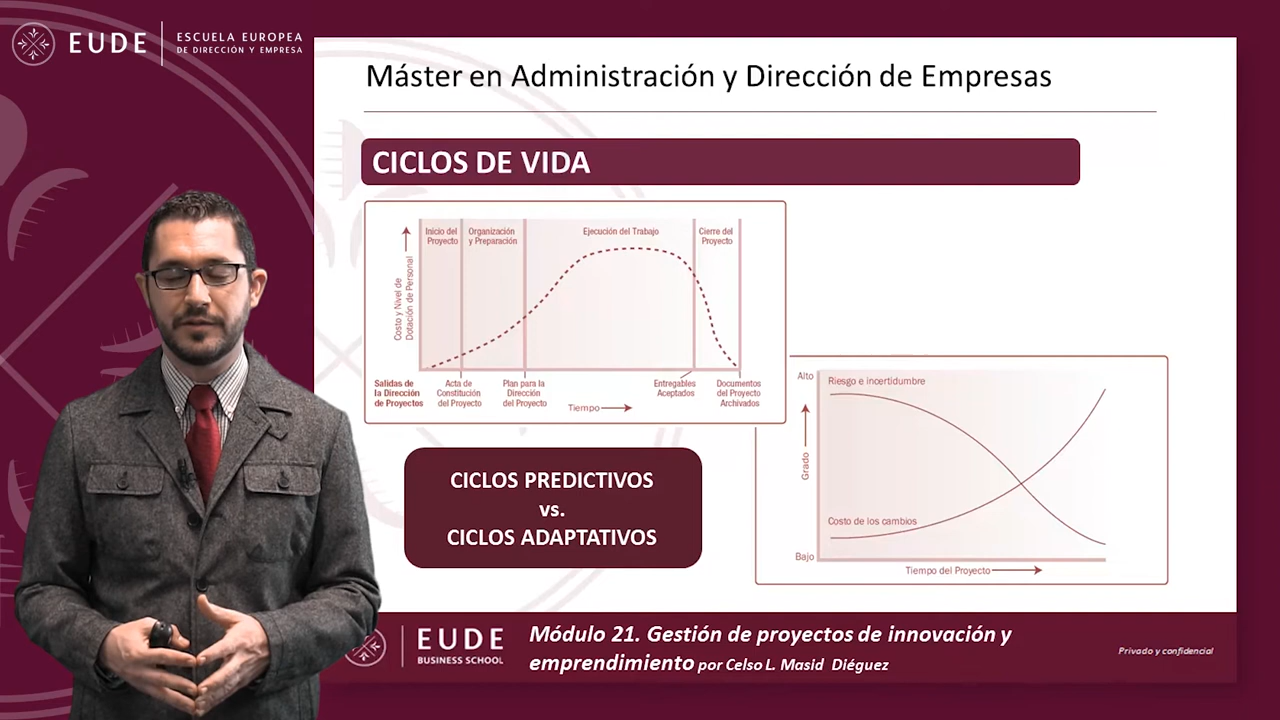 EUDE
ESCUELA EUROPEA
DE DIRECCIÓN Y EMPRESA
Máster en Administración y Dirección de Empresas
CICLOS DE VIDA
Costo y Nivel de
Dotación de Personal
Inicio del
Proyecto
Organización
y Preparación
Ejecución del Trabajo
Cierre del
Proyecto
Salidas de
la Dirección
de Proyectos
Acta de
Constitución
del Proyecto
Plan para la
Dirección
del Proyecto
Entregables
Aceptados
Documentos
del Proyecto
Archivados
Tiempo
CICLOS PREDICTIVOS
vs.
CICLOS ADAPTATIVOS
Alto
Riesgo e incertidumbre
Grado
Costo de los cambios
Bajo
Tiempo del Proyecto
EUDE
BUSINESS SCHOOL
Módulo 21. Gestión de proyectos de innovación y
emprendimiento por Celso L. Masid Diéguez
Privado y confidencial